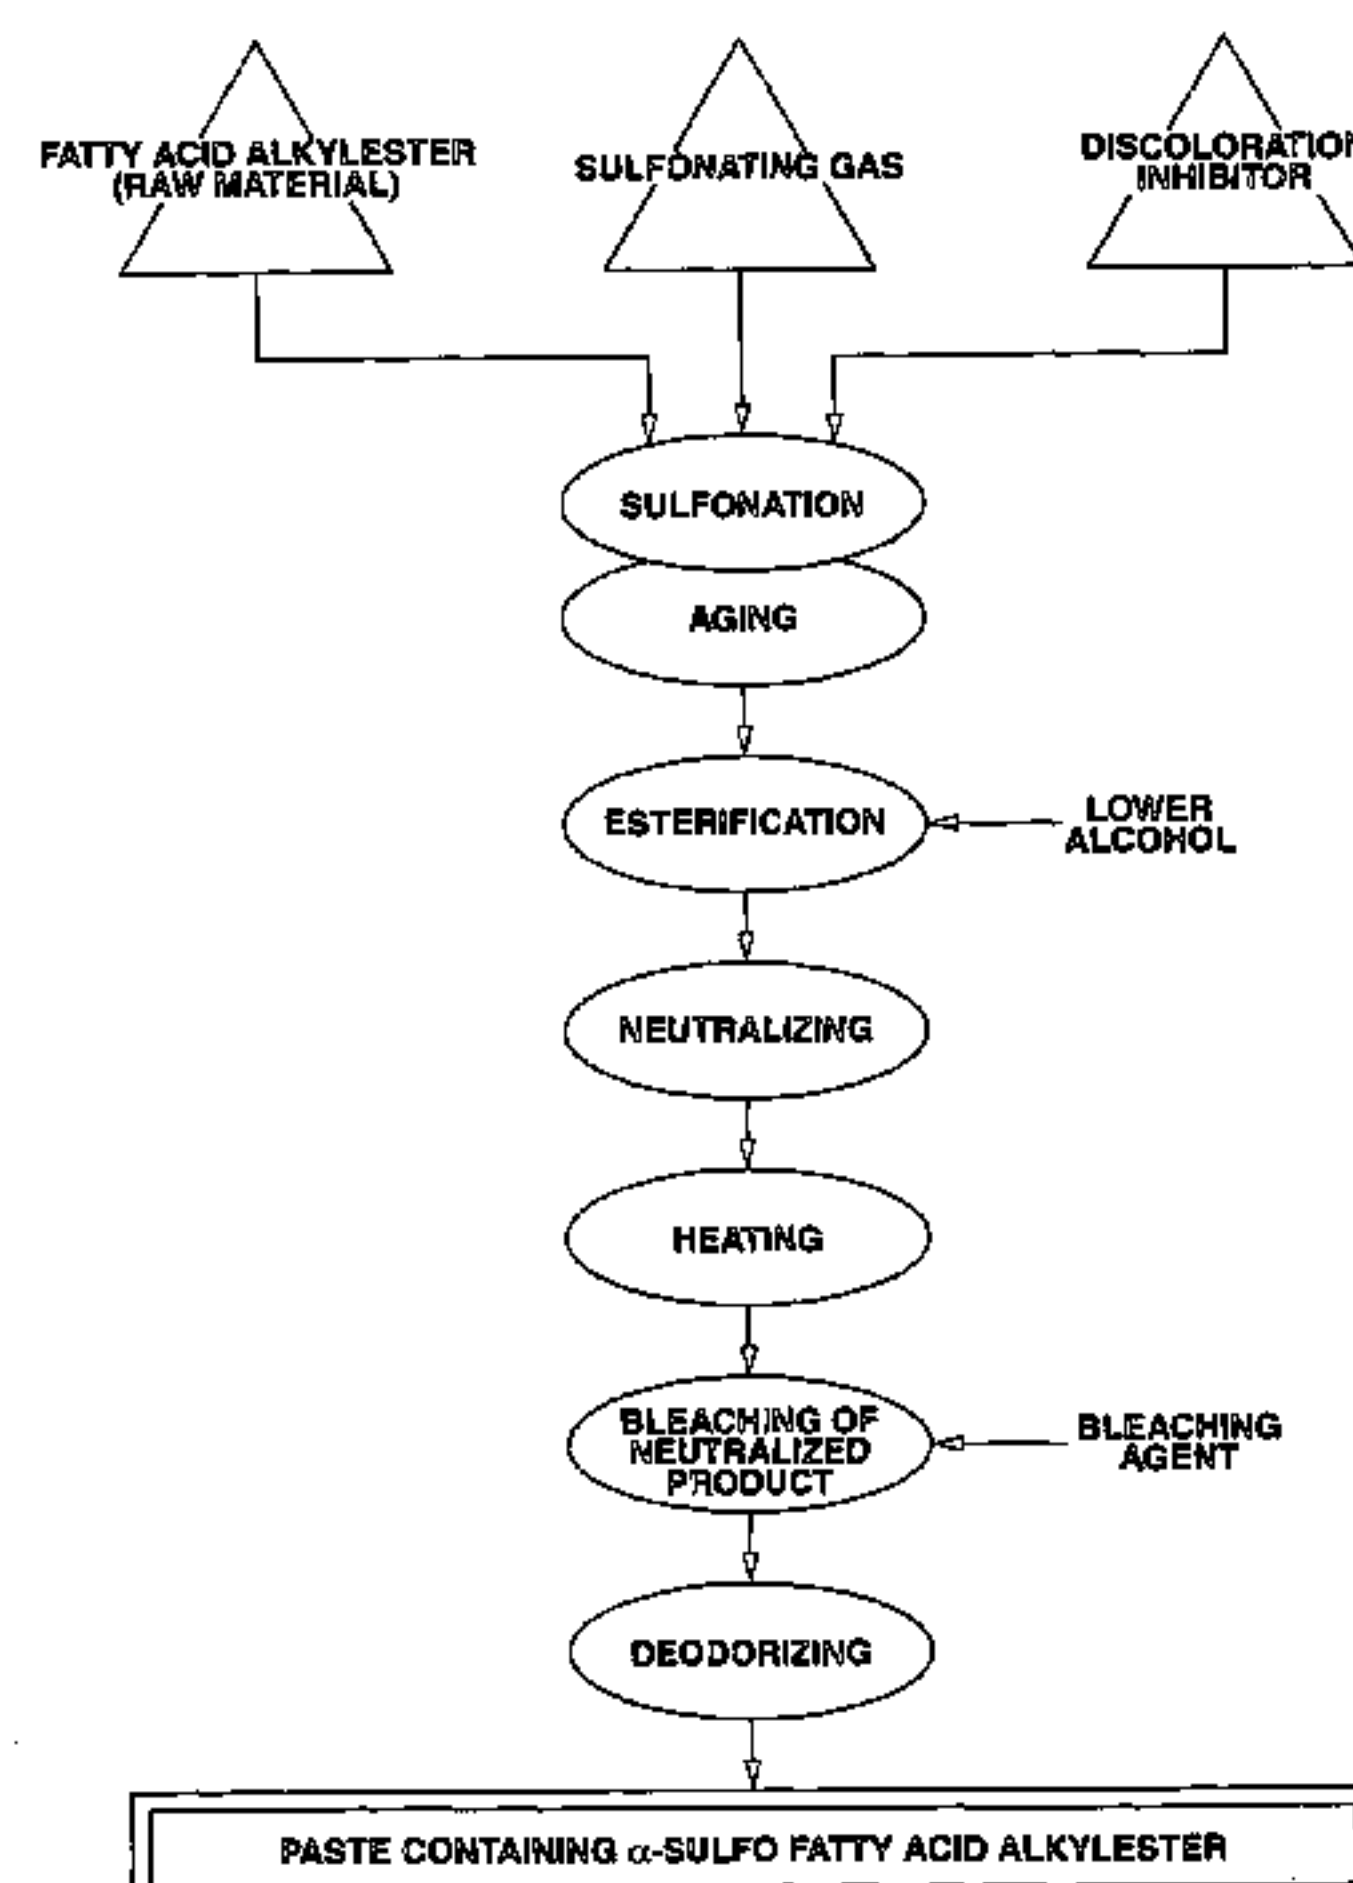 FATTY ACID ALKYLESTER
(RAW MATERIAL)
SULFONATING GAS
DISCOLORATION
INHIBITOR
SULFONATION
AGING
ESTERIFICATION
LOWER
ALCOHOL
NEUTRALIZING
HEATING
BLEACHING OF
NEUTRALIZED
PRODUCT
BLEACHING
AGENT
DEODORIZING
PASTE CONTAINING α-SULFO FATTY ACID ALKYLESTER